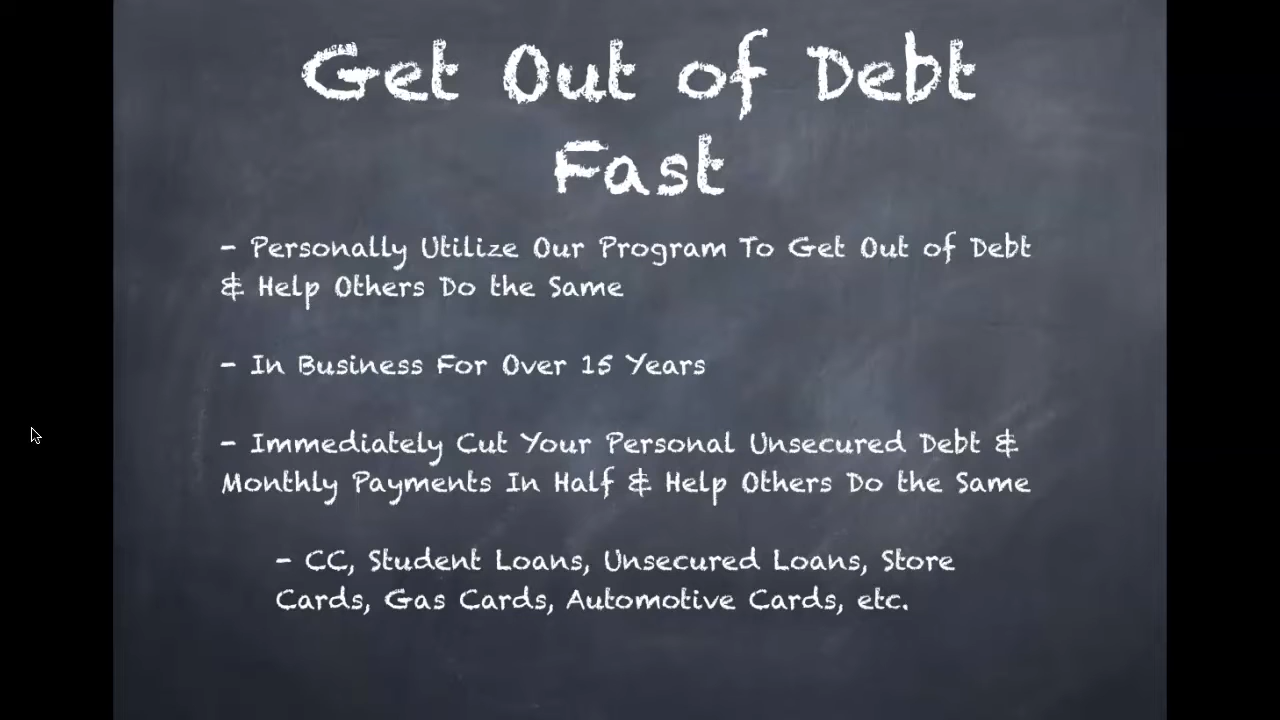 Get Out of Debt
Fast
- Personally Utilize Our Program To Get Out of Debt
& Help Others Do the Same
- In Business For Over 15 Years
- Immediately Cut Your Personal Unsecured Debt &
Monthly Payments In Half & Help Others Do the Same
- CC, Student Loans, Unsecured Loans, Store
Cards, Gas Cards, Automotive Cards, etc.